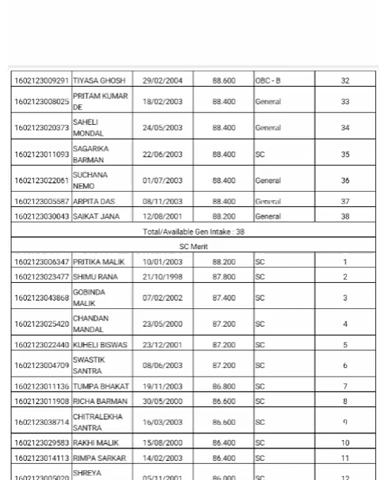 1602123009291 TIYASA GHOSH 29/02/2004 88.600 OBC - B 32
1602123008025 PRITAM KUMAR DE 18/02/2003 88.400 General 33
1602123020373 SAHELI MONDAL 24/05/2003 88.400 General 34
1602123011093 SAGARIKA BARMAN 22/06/2003 88.400 SC 35
1602123022061 SUCHANA NEMO 01/07/2003 88.400 General 36
1602123005587 ARPITA DAS 08/11/2003 88.400 General 37
1602123030043 SAIKAT JANA 12/08/2001 88.200 General 38
Total/Available Gen Intake : 38
SC Merit
1602123006347 PRITIKA MALIK 10/01/2003 88.200 SC 1
1602123023477 SHIMU RANA 21/10/1998 87.800 SC 2
1602123043868 GOBINDA MALIK 07/02/2002 87.400 SC 3
1602123025420 CHANDAN MANDAL 23/05/2000 87.200 SC 4
1602123022440 KUHELI BISWAS 23/12/2001 87.200 SC 5
1602123004709 SWASTIK SANTRA 08/06/2003 87.200 SC 6
1602123011136 TUMPA BHAKAT 19/11/2003 86.800 SC 7
1602123011908 RICHA BARMAN 30/05/2000 86.600 SC 8
1602123038714 CHITRALEKHA SANTRA 16/03/2003 86.600 SC 9
1602123029583 RAKHI MALIK 15/08/2000 86.400 SC 10
1602123014113 RIMPA SARKAR 14/02/2003 86.400 SC 11
1602123005020 SHREYA 05/11/2001 86.000 SC 12